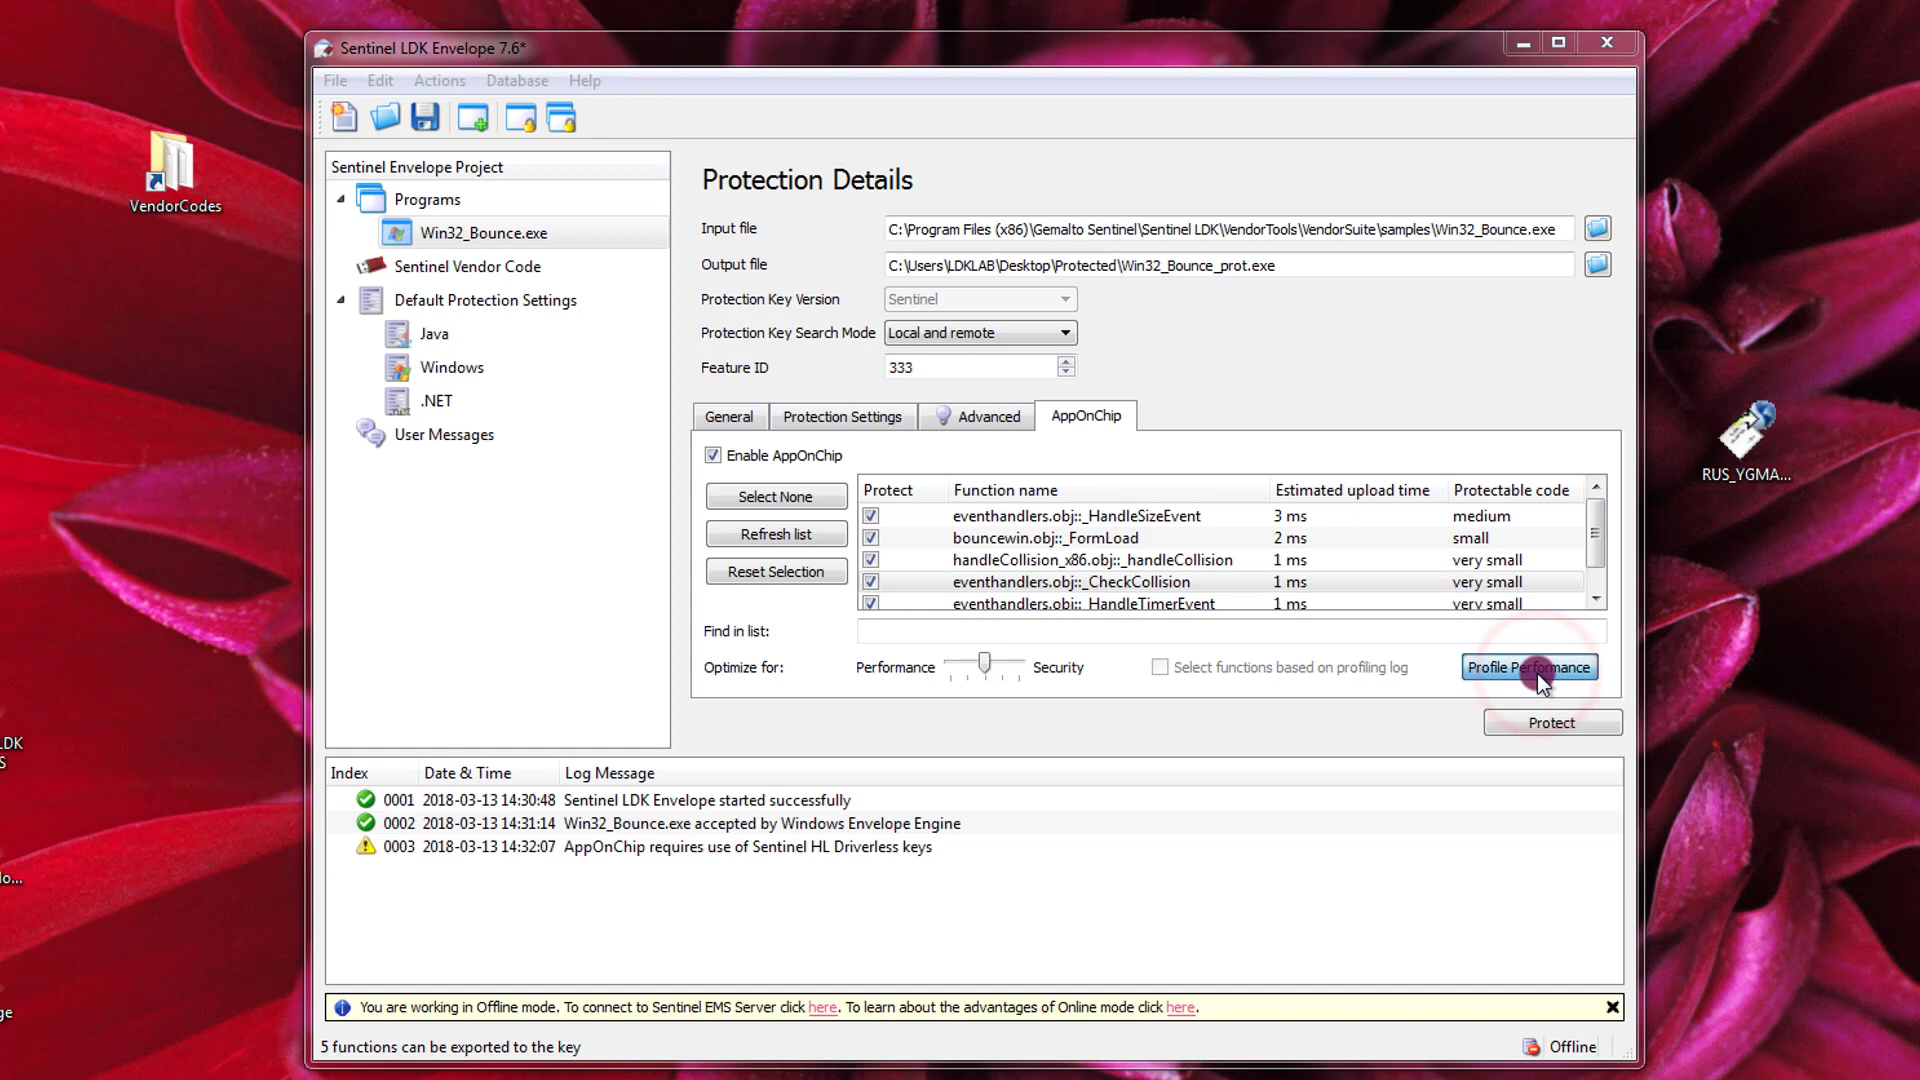 Sentinel LDK Envelope 7.6*
File Edit Actions Database Help
VendorCodes
Sentinel Envelope Project
Programs
Win32_Bounce.exe
Sentinel Vendor Code
Default Protection Settings
Java
Windows
.NET
User Messages
Protection Details
Input file C:\Program Files (x86)\Gemalto Sentinel\Sentinel LDK\VendorTools\VendorSuite\samples\Win32_Bounce.exe
Output file C:\Users\LDKLAB\Desktop\Protected\Win32_Bounce_prot.exe
Protection Key Version Sentinel
Protection Key Search Mode Local and remote
Feature ID 333
General Protection Settings Advanced AppOnChip
Enable AppOnChip
Select None
Refresh list
Reset Selection
Protect Function name Estimated upload time Protectable code
eventhandlers.obj::_HandleSizeEvent 3 ms medium
bouncewin.obj::_FormLoad 2 ms small
handleCollision_x86.obj::_handleCollision 1 ms very small
eventhandlers.obj::_CheckCollision 1 ms very small
eventhandlers.obj::_HandleTimerEvent 1 ms very small
Find in list:
Optimize for: Performance Security Select functions based on profiling log Profile Performance
Protect
RUS_YGMA...
LDK
S
o...
ge
Index Date & Time Log Message
0001 2018-03-13 14:30:48 Sentinel LDK Envelope started successfully
0002 2018-03-13 14:31:14 Win32_Bounce.exe accepted by Windows Envelope Engine
0003 2018-03-13 14:32:07 AppOnChip requires use of Sentinel HL Driverless keys
You are working in Offline mode. To connect to Sentinel EMS Server click here. To learn about the advantages of Online mode click here.
5 functions can be exported to the key Offline